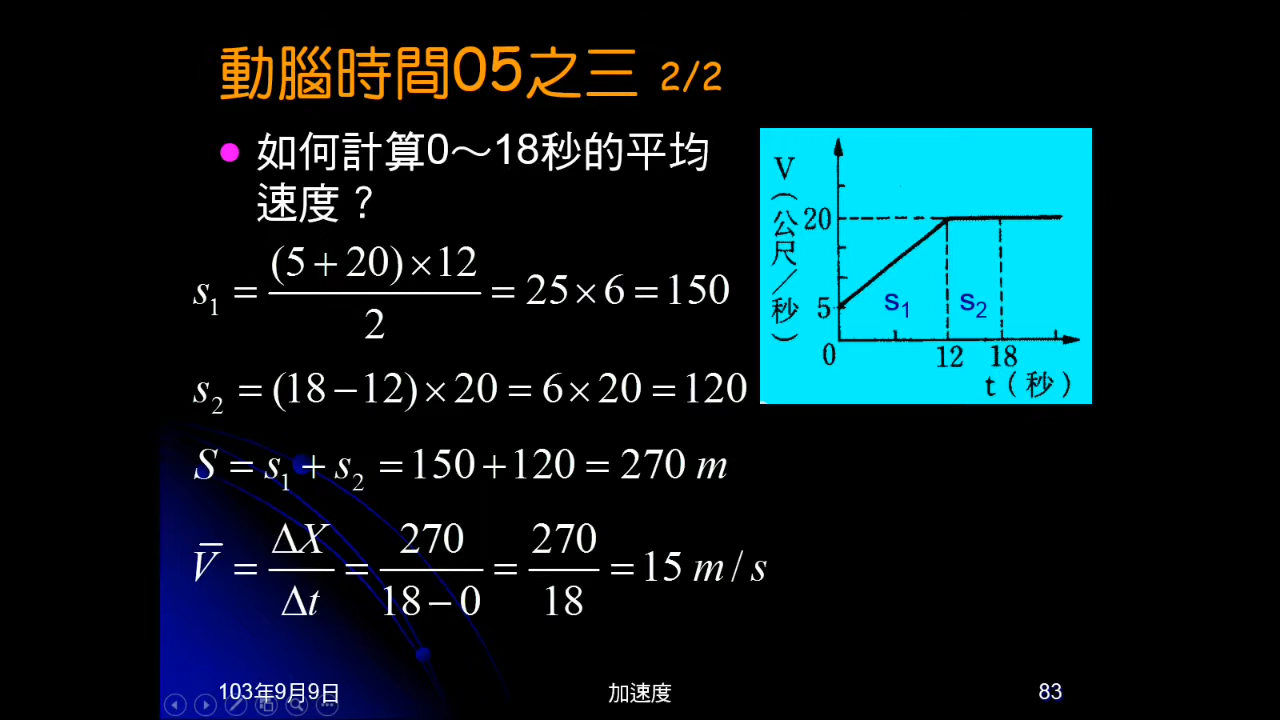 動腦時間05之三 2/2
如何計算0～18秒的平均
速度？
s₁ = (5+20)×12 / 2 = 25×6 = 150
s₂ = (18−12)×20 = 6×20 = 120
S = s₁ + s₂ = 150+120 = 270 m
V̄ = ΔX / Δt = 270 / 18−0 = 270 / 18 = 15 m/s
V（公尺/秒）
20
5
0
s₁ s₂
12 18
t（秒）
103年9月9日 加速度 83